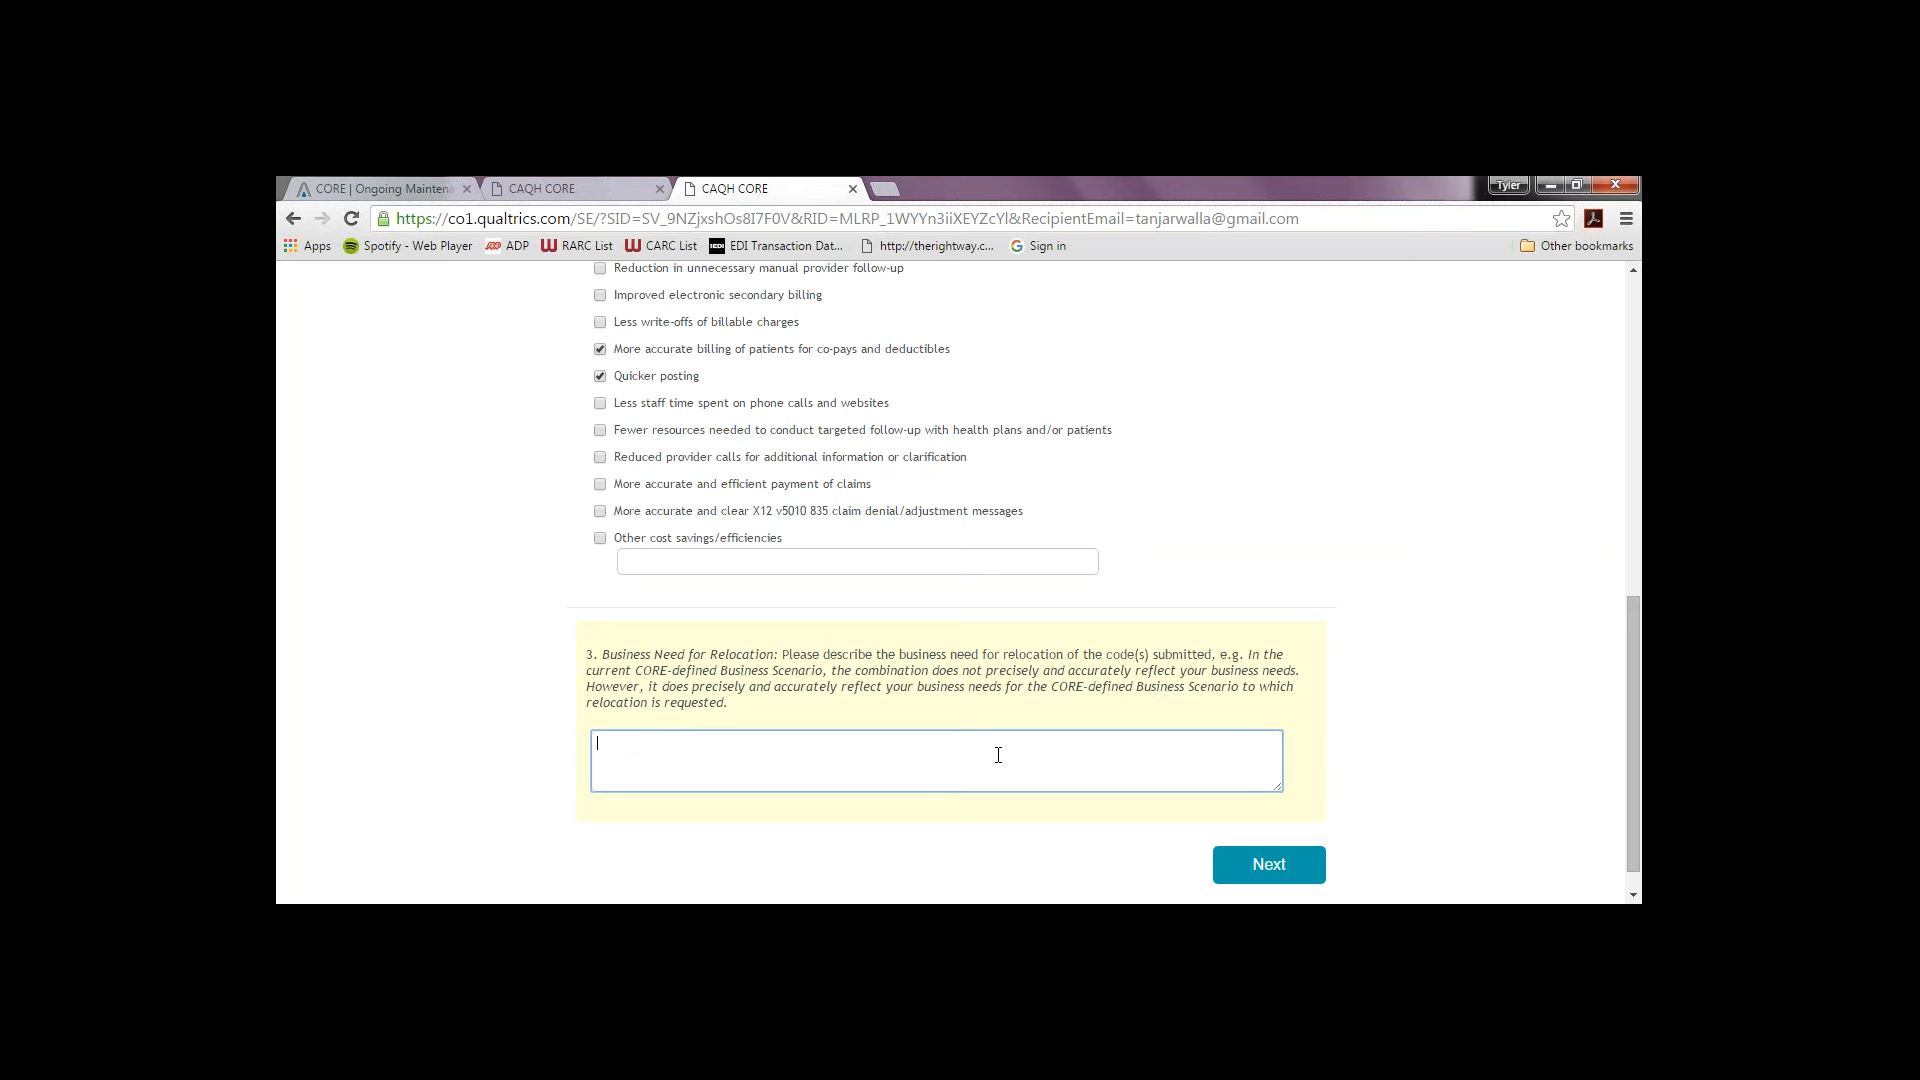 CORE | Ongoing Maintena
CAQH CORE
CAQH CORE
Tyler
https://co1.qualtrics.com/SE/?SID=SV_9NZjxshOs8I7F0V&RID=MLRP_1WYYn3iiXEYZcYl&RecipientEmail=tanjarwalla@gmail.com
Apps
Spotify - Web Player
ADP
RARC List
CARC List
EDI Transaction Dat...
http://therightway.c...
Sign in
Other bookmarks
Reduction in unnecessary manual provider follow-up
Improved electronic secondary billing
Less write-offs of billable charges
More accurate billing of patients for co-pays and deductibles
Quicker posting
Less staff time spent on phone calls and websites
Fewer resources needed to conduct targeted follow-up with health plans and/or patients
Reduced provider calls for additional information or clarification
More accurate and efficient payment of claims
More accurate and clear X12 v5010 835 claim denial/adjustment messages
Other cost savings/efficiencies
3. Business Need for Relocation: Please describe the business need for relocation of the code(s) submitted, e.g. In the
current CORE-defined Business Scenario, the combination does not precisely and accurately reflect your business needs.
However, it does precisely and accurately reflect your business needs for the CORE-defined Business Scenario to which
relocation is requested.
Next